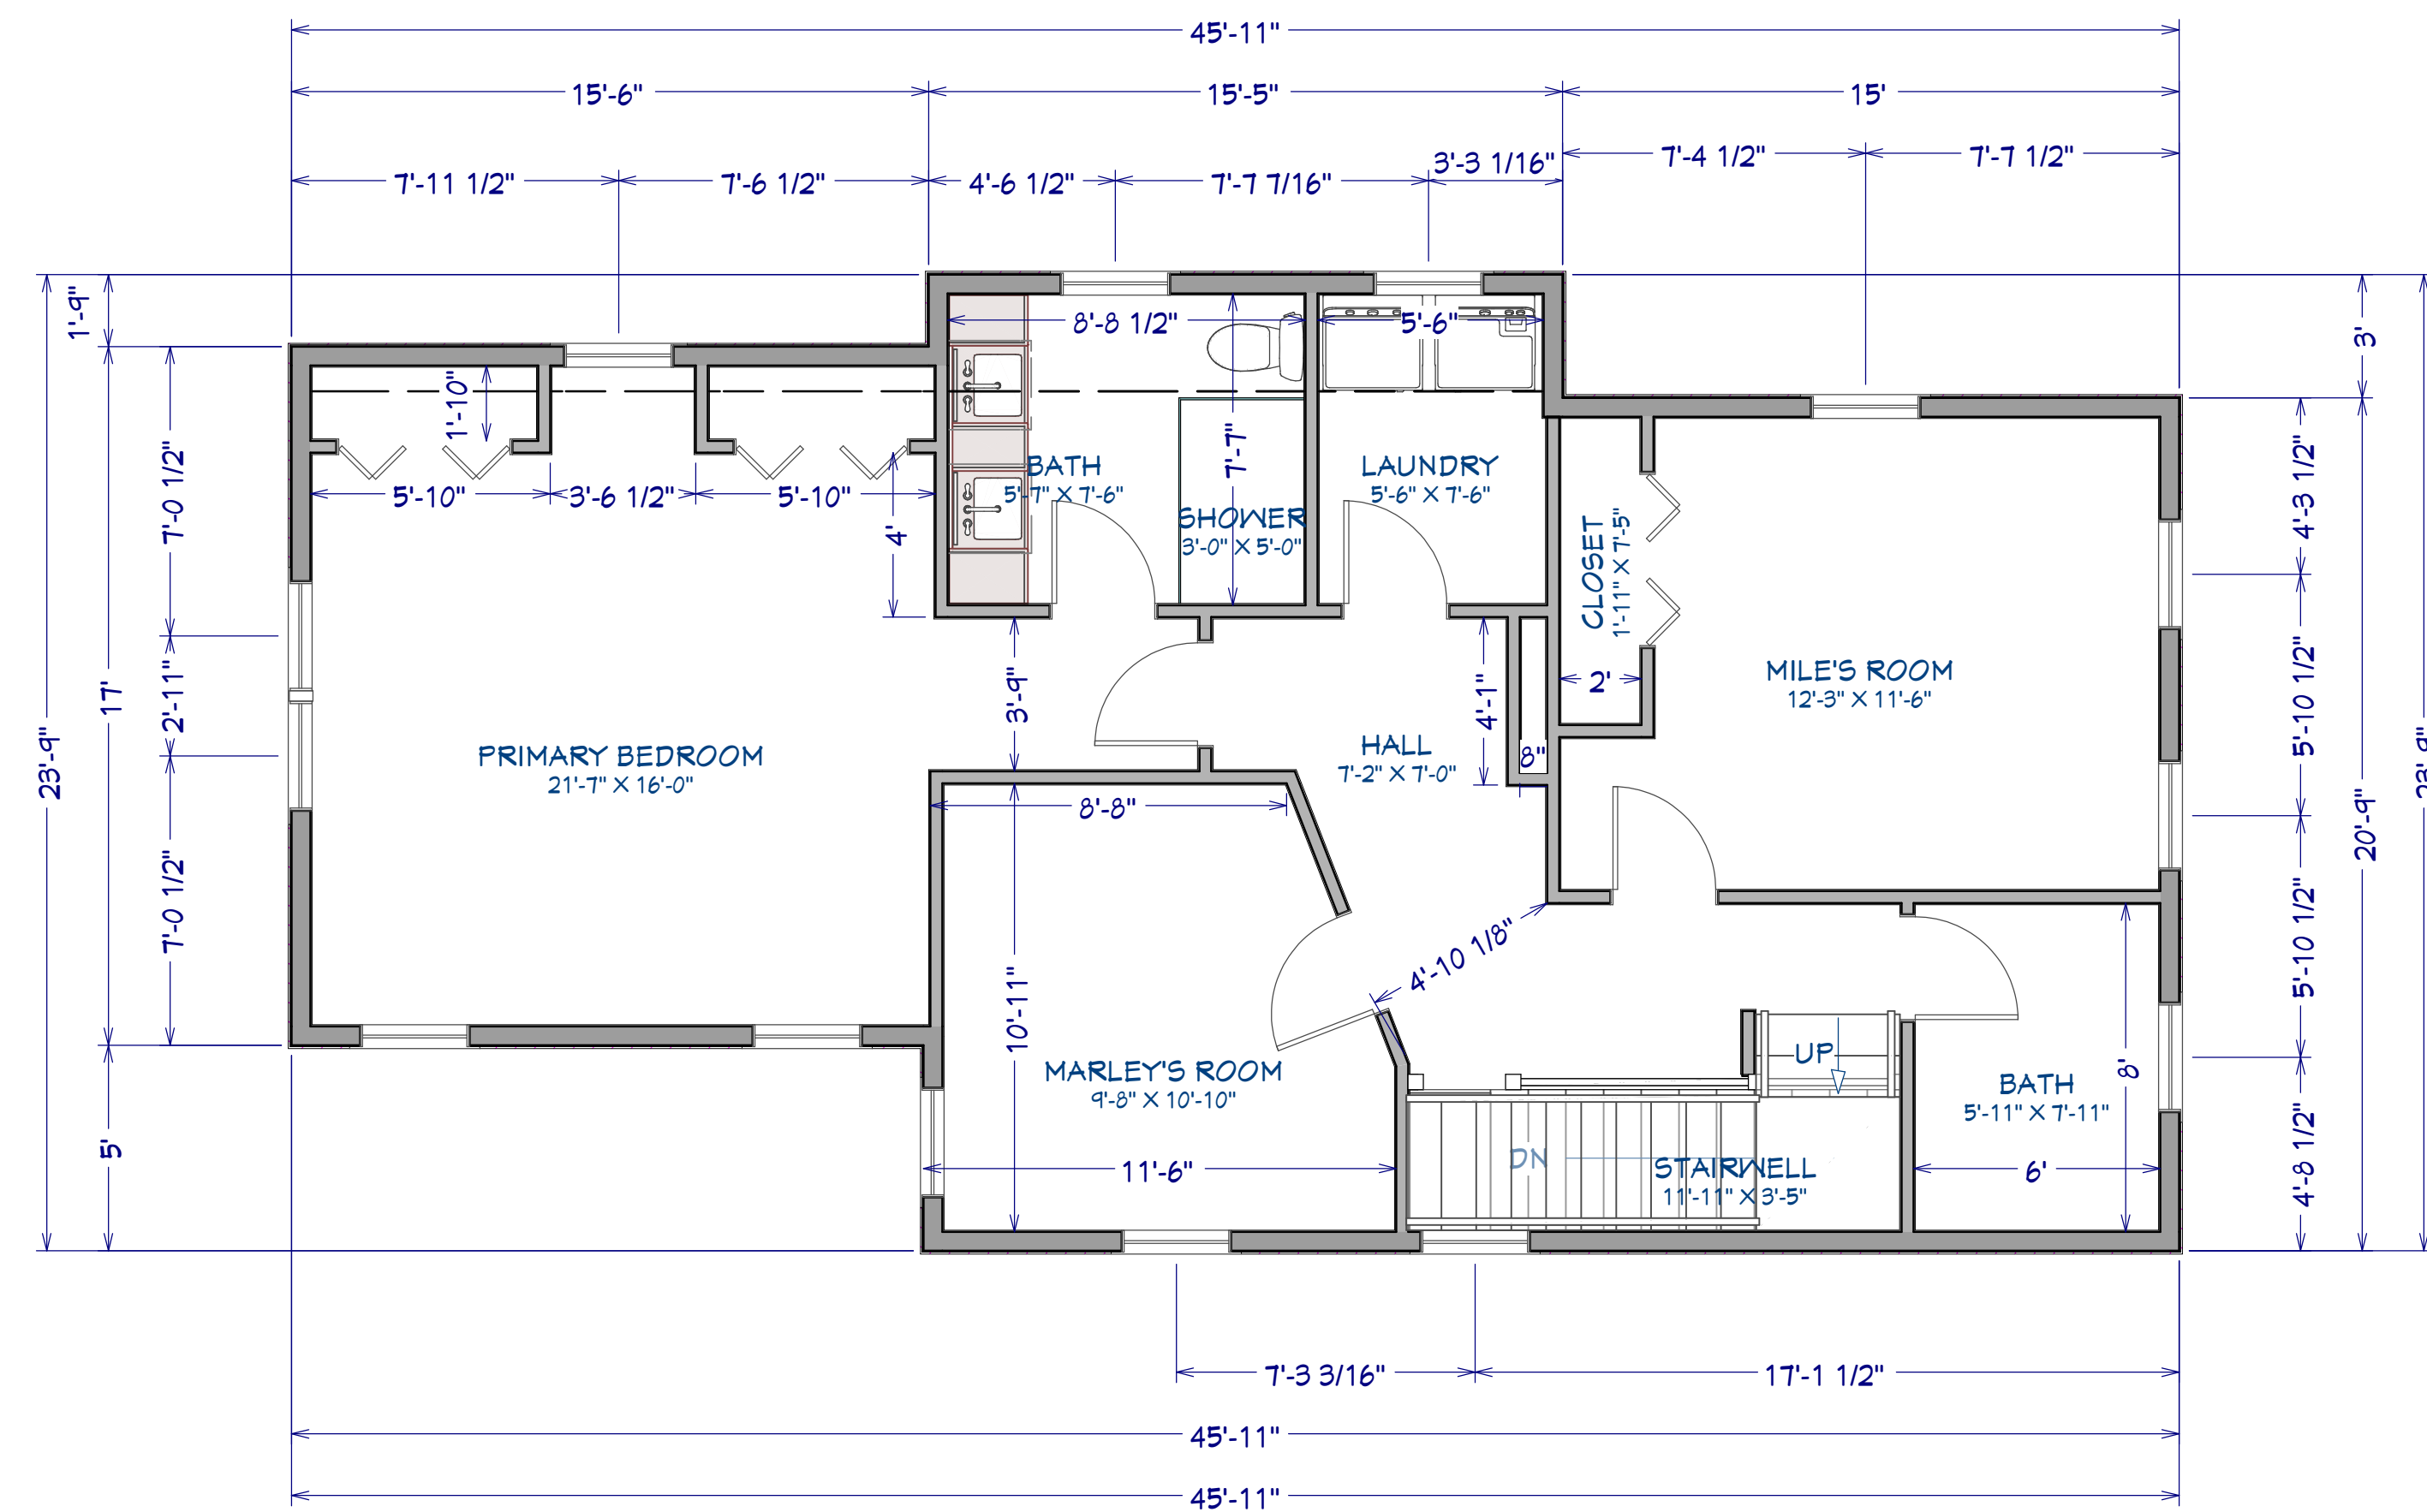 45'-11"
15'-6" 15'-5" 15'
7'-11 1/2" 7'-6 1/2" 4'-6 1/2" 7'-7 7/16" 3'-3 1/16" 7'-4 1/2" 7'-7 1/2"
1'-9"
3'
8'-8 1/2" 5'-6"
1'-10"
7'-7"
5'-10" 3'-6 1/2" 5'-10"
4'
BATH
5'-7" X 7'-6"
SHOWER
3'-0" X 5'-0"
LAUNDRY
5'-6" X 7'-6"
CLOSET
1'-11" X 7'-5"
2'
MILE'S ROOM
12'-3" X 11'-6"
7'-0 1/2"
2'-11"
7'-0 1/2"
17'
23'-9"
5'
4'-3 1/2"
5'-10 1/2"
5'-10 1/2"
4'-8 1/2"
20'-9"
23'-9"
PRIMARY BEDROOM
21'-7" X 16'-0"
3'-9"
4'-1"
8"
HALL
7'-2" X 7'-0"
8'-8"
10'-11"
4'-10 1/8"
MARLEY'S ROOM
9'-8" X 10'-10"
11'-6"
UP
DN
STAIRWELL
11'-11" X 3'-5"
BATH
5'-11" X 7'-11"
8'
6'
7'-3 3/16" 17'-1 1/2"
45'-11"
45'-11"